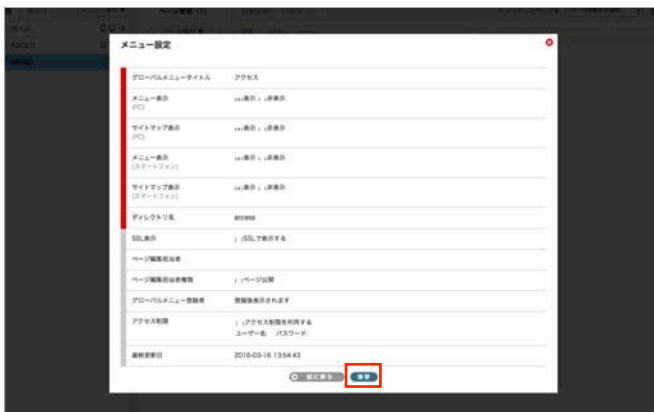 ページ管理 (1)
ABOUT
メニュー設定
グローバルメニュータイトル アクセス
メニュー表示 (○)表示 ( )非表示
(PC)
サイトマップ表示 (○)表示 ( )非表示
(PC)
メニュー表示 (○)表示 ( )非表示
(スマートフォン)
サイトマップ表示 (○)表示 ( )非表示
(スマートフォン)
ディレクトリ名 access
SSL表示 ( )SSLで表示する
ページ編集担当者
ページ編集担当者権限 ( )ページ公開
グローバルメニュー登録者 登録後表示されます
アクセス制限 ( )アクセス制限を利用する
ユーザー名: パスワード:
最終更新日 2016-03-16 13:54:43
前に戻る 保存